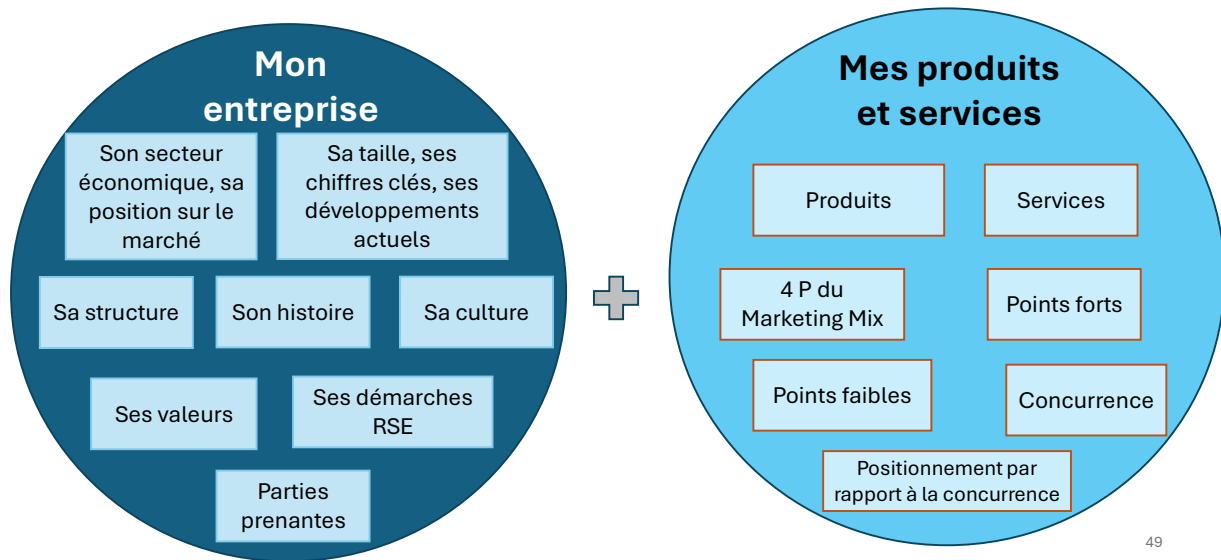 Mon
entreprise
Son secteur
économique, sa
position sur le
marché
Sa taille, ses
chiffres clés, ses
développements
actuels
Sa structure
Son histoire
Sa culture
Ses valeurs
Ses démarches
RSE
Parties
prenantes
Mes produits
et services
Produits
Services
4 P du
Marketing Mix
Points forts
Points faibles
Concurrence
Positionnement par
rapport à la concurrence
49